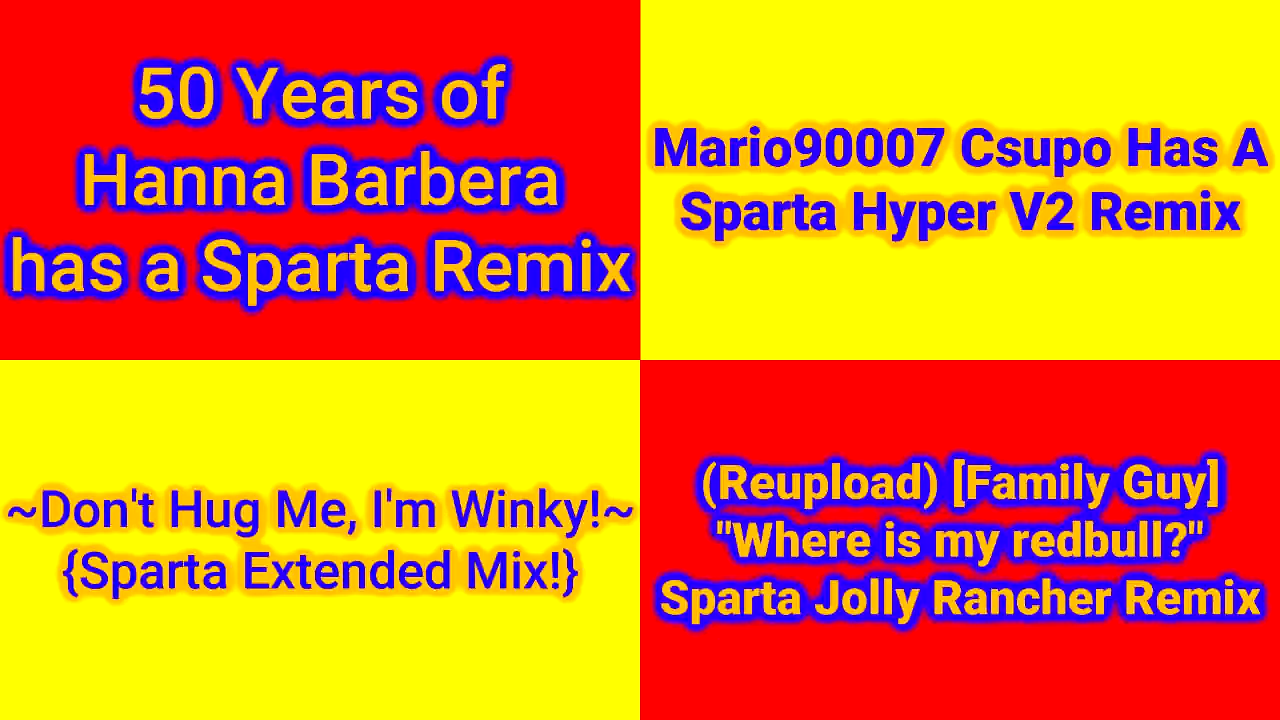 50 Years of
Hanna Barbera
has a Sparta Remix
Mario90007 Csupo Has A
Sparta Hyper V2 Remix
~Don't Hug Me, I'm Winky!~
{Sparta Extended Mix!}
(Reupload) [Family Guy]
"Where is my redbull?"
Sparta Jolly Rancher Remix